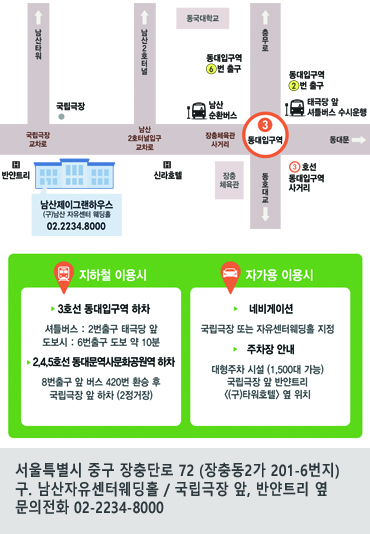 동국대학교
남산타워
남산2호터널
충무로
동대입구역
6번 출구
동대입구역
2번 출구
국립극장
남산
순환버스
태극당 앞
셔틀버스 수시운행
3
국립극장
교차로
남산
2호터널입구
교차로
장충체육관
사거리
동대입구역
동대문
H
반얀트리
H
신라호텔
장충
체육관
동호대교
3호선
동대입구역
사거리
남산제이그랜하우스
(구)남산 자유센터 웨딩홀
02.2234.8000
지하철 이용시
3호선 동대입구역 하차
셔틀버스 : 2번출구 태극당 앞
도보시 : 6번출구 도보 약 10분
2,4,5호선 동대문역사문화공원역 하차
8번출구 앞 버스 420번 환승 후
국립극장 앞 하차 (2정거장)
자가용 이용시
네비게이션
국립극장 또는 자유센터웨딩홀 지정
주차장 안내
대형주차 시설 (1,500대 가능)
국립극장 앞 반얀트리
〈(구)타워호텔〉 옆 위치
서울특별시 중구 장충단로 72 (장충동2가 201-6번지)
구. 남산자유센터웨딩홀 / 국립극장 앞, 반얀트리 옆
문의전화 02-2234-8000